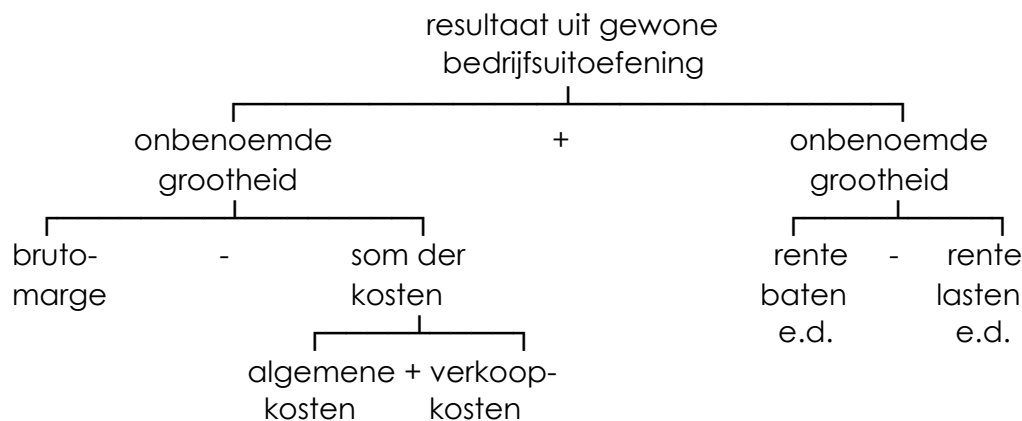 resultaat uit gewone
bedrijfsuitoefening
onbenoemde + onbenoemde
grootheid grootheid
bruto- - som der rente - rente
marge kosten baten lasten
e.d. e.d.
algemene + verkoop-
kosten kosten